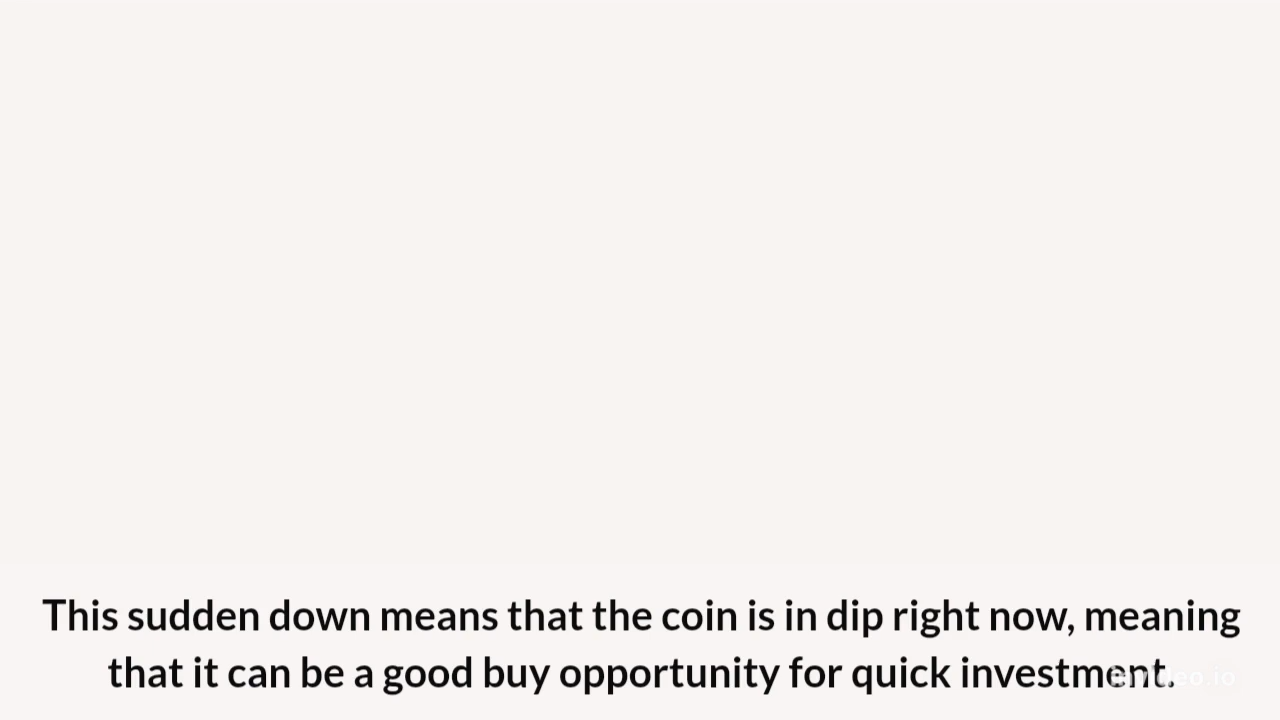 This sudden down means that the coin is in dip right now, meaning
that it can be a good buy opportunity for quick investment.